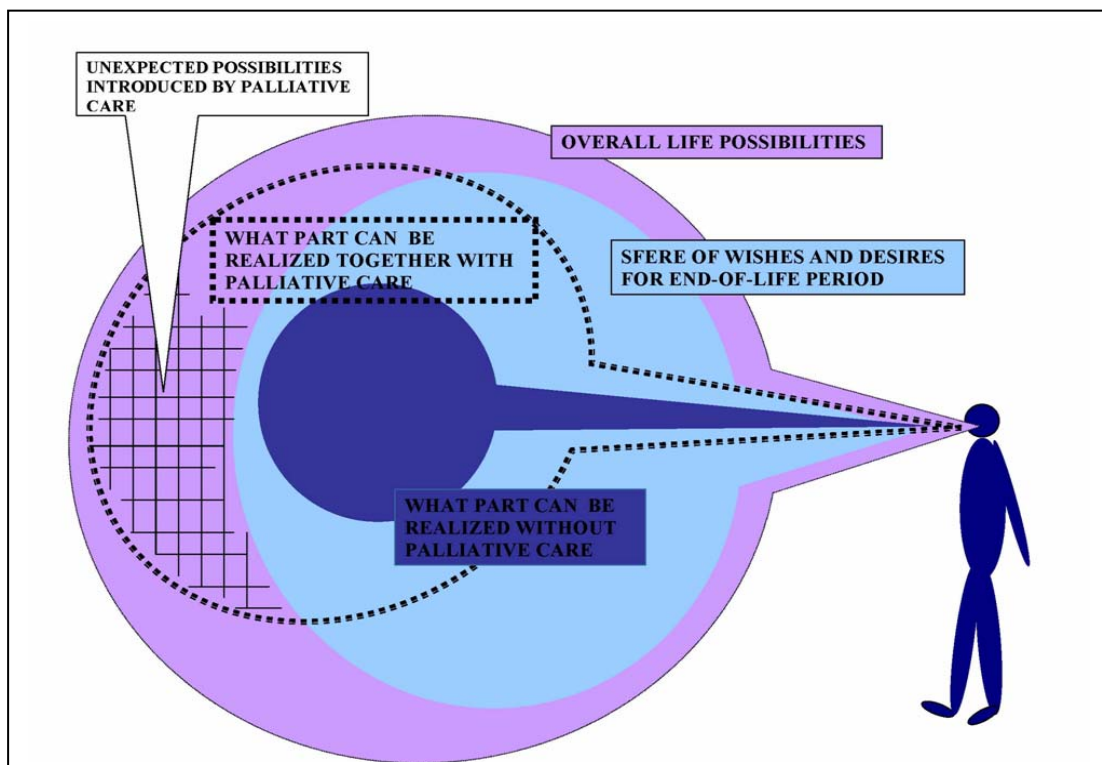 UNEXPECTED POSSIBILITIES
INTRODUCED BY PALLIATIVE
CARE
OVERALL LIFE POSSIBILITIES
WHAT PART CAN BE
REALIZED TOGETHER WITH
PALLIATIVE CARE
SFERE OF WISHES AND DESIRES
FOR END-OF-LIFE PERIOD
WHAT PART CAN BE
REALIZED WITHOUT
PALLIATIVE CARE